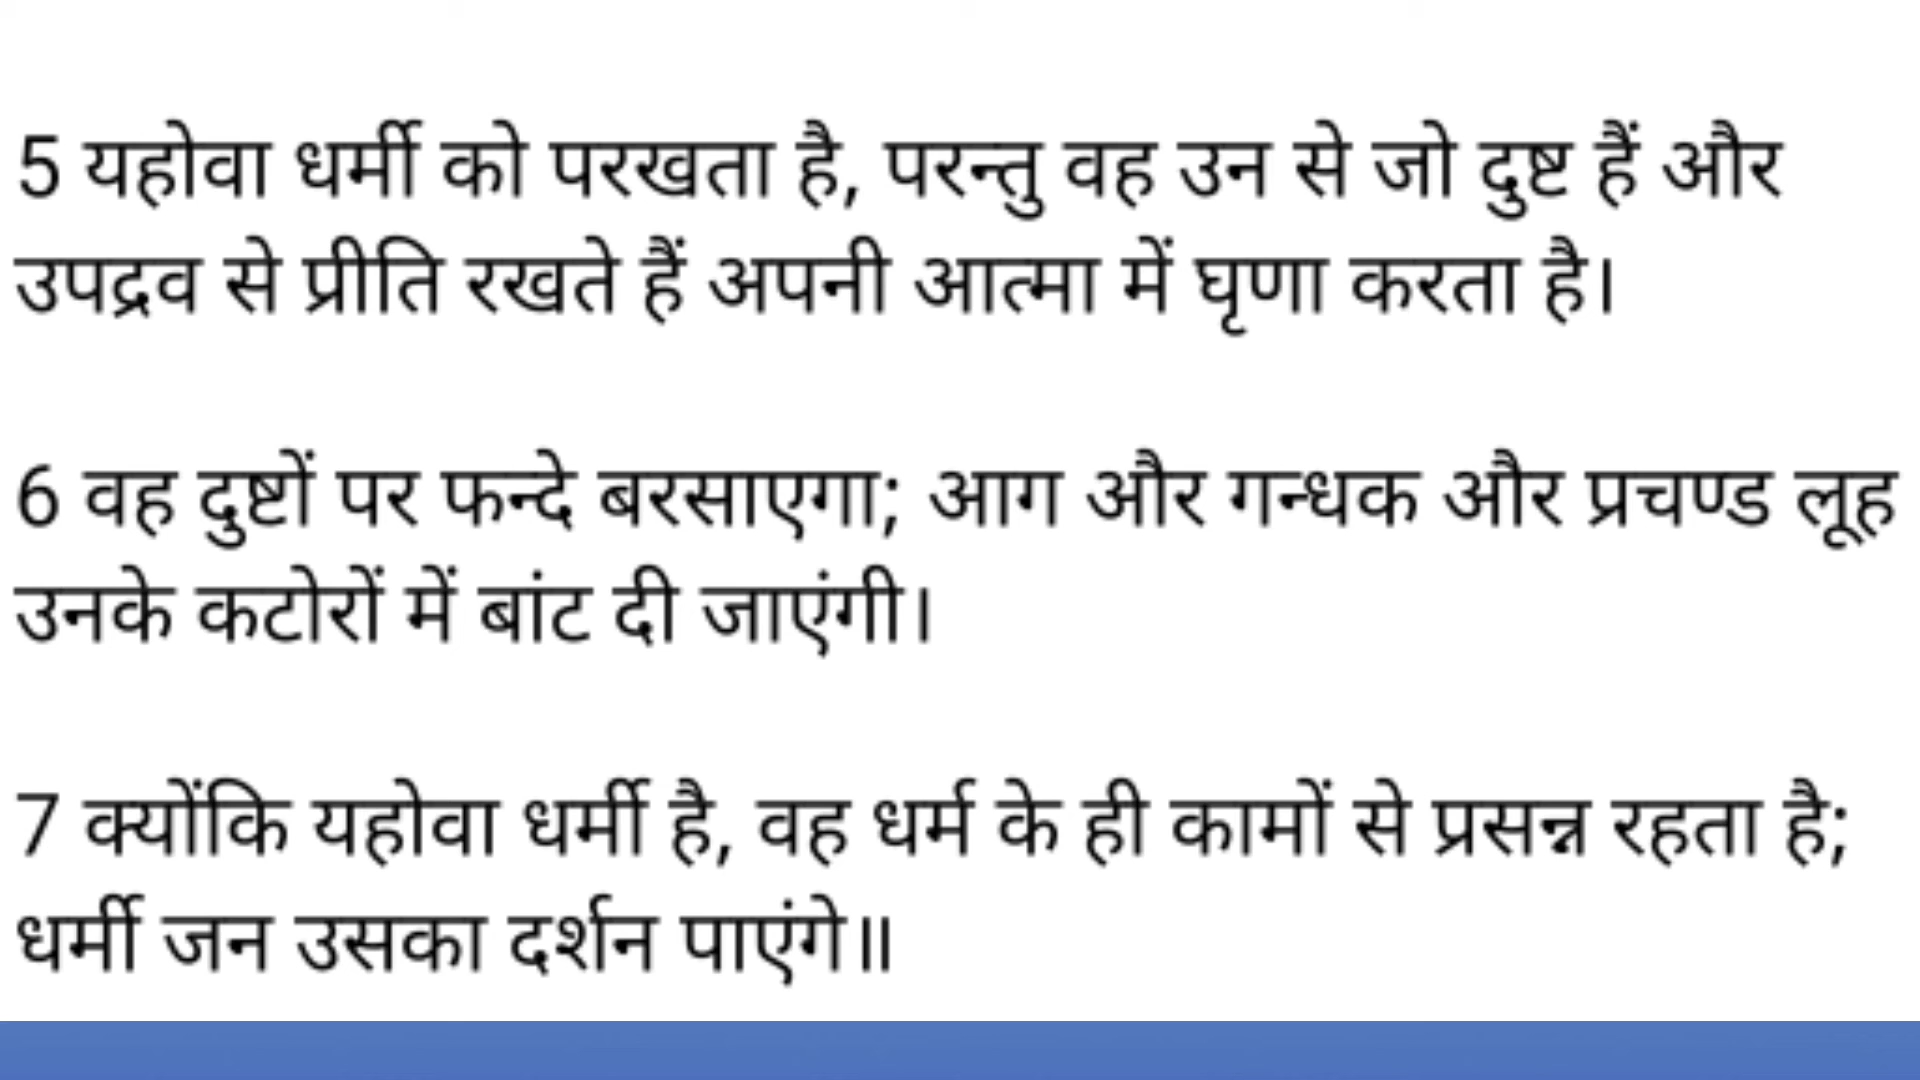 5 यहोवा धर्मी को परखता है, परन्तु वह उन से जो दुष्ट हैं और
उपद्रव से प्रीति रखते हैं अपनी आत्मा में घृणा करता है।
6 वह दुष्टों पर फन्दे बरसाएगा; आग और गन्धक और प्रचण्ड लूह
उनके कटोरों में बांट दी जाएंगी।
7 क्योंकि यहोवा धर्मी है, वह धर्म के ही कामों से प्रसन्न रहता है;
धर्मी जन उसका दर्शन पाएंगे॥